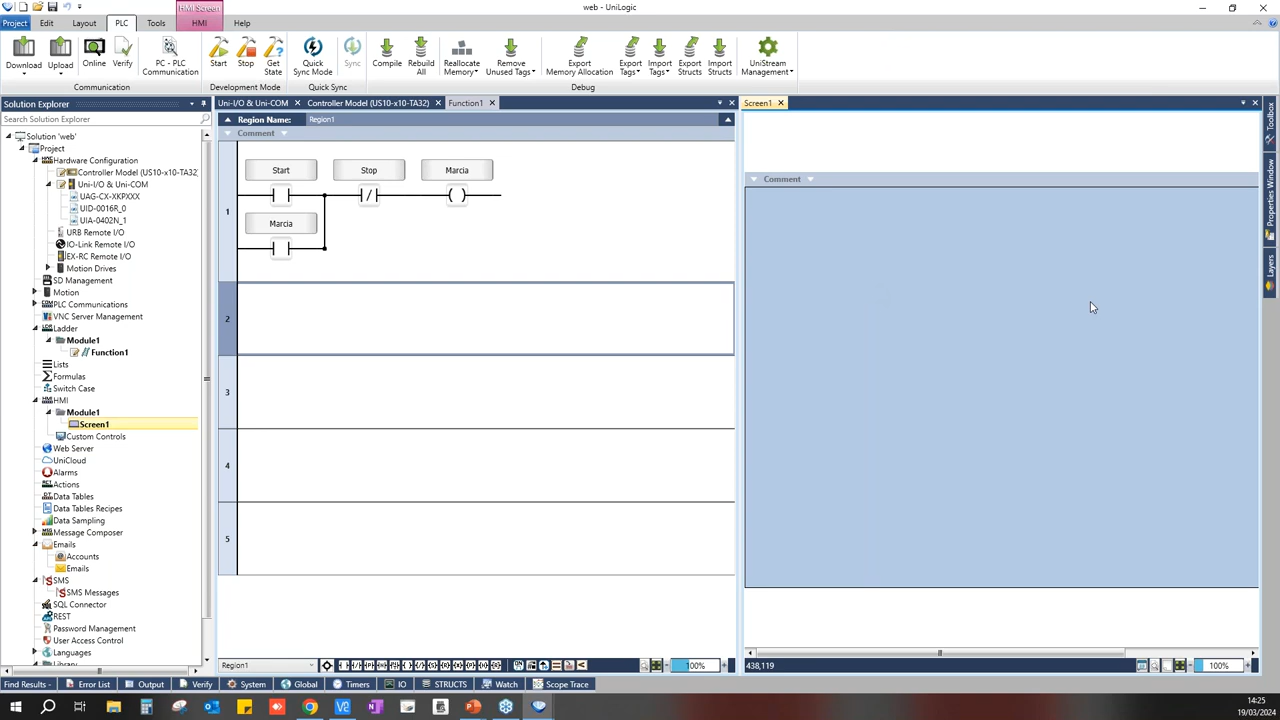 web - UniLogic
HMI Screen
Project
Edit
Layout
PLC
Tools
HMI
Help
Download
Upload
Online
Verify
PC - PLC
Communication
Start
Stop
Get
State
Quick
Sync Mode
Sync
Compile
Rebuild
All
Reallocate
Memory
Remove
Unused Tags
Export
Memory Allocation
Export
Tags
Import
Tags
Export
Structs
Import
Structs
UniStream
Management
Communication
Development Mode
Quick Sync
Debug
Solution Explorer
Search Solution Explorer
Solution 'web'
Project
Hardware Configuration
Controller Model (US10-x10-TA32)
Uni-I/O & Uni-COM
UAG-CX-XKPXXX
UID-0016R_0
UIA-0402N_1
URB Remote I/O
IO-Link Remote I/O
EX-RC Remote I/O
Motion Drives
SD Management
Motion
PLC Communications
VNC Server Management
Ladder
Module1
Function1
Lists
Formulas
Switch Case
HMI
Module1
Screen1
Custom Controls
Web Server
UniCloud
Alarms
Actions
Data Tables
Data Tables Recipes
Data Sampling
Message Composer
Emails
Accounts
Emails
SMS
SMS Messages
SQL Connector
REST
Password Management
User Access Control
Languages
Library
Uni-I/O & Uni-COM
Controller Model (US10-x10-TA32)
Function1
Region Name:
Region1
Comment
Start
Stop
Marcia
1
Marcia
2
3
4
5
Region1
100%
Screen1
Comment
438,119
100%
Toolbox
Properties Window
Layers
Find Results -
Error List
Output
Verify
System
Global
Timers
IO
STRUCTS
Watch
Scope Trace
14:25
19/03/2024